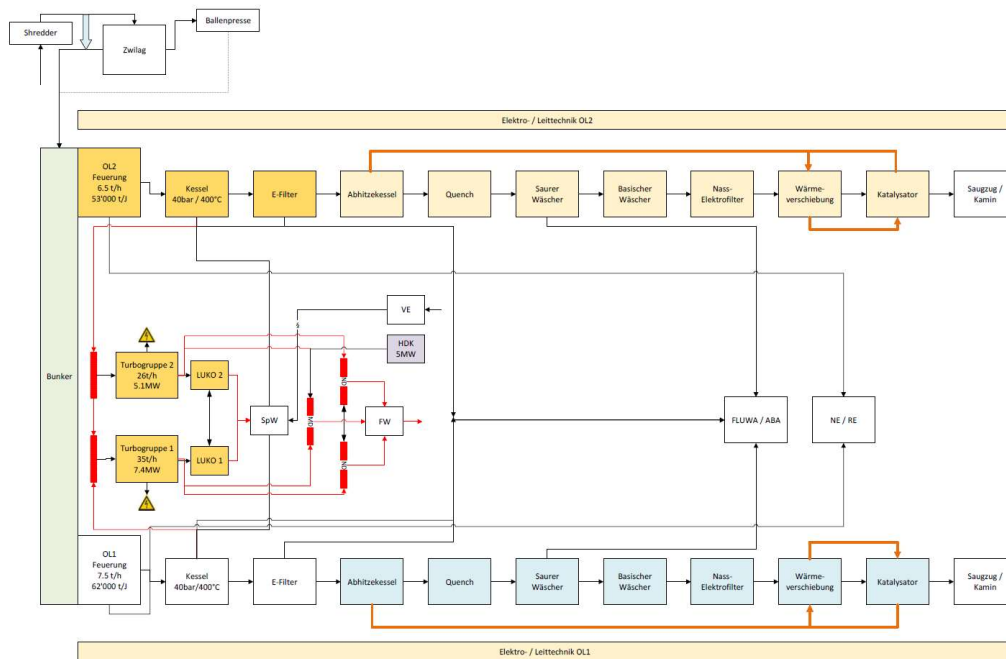 Shredder
Zwilag
Ballenpresse
Elektro- / Leittechnik OL2
Bunker
OL2
Feuerung
6.5 t/h
53'000 t/J
Kessel
40bar / 400°C
E-Filter
Abhitzekessel
Quench
Saurer
Wäscher
Basischer
Wäscher
Nass-
Elektrofilter
Wärme-
verschiebung
Katalysator
Saugzug /
Kamin
VE
HDK
5MW
Turbogruppe 2
26t/h
5.1MW
LUKO 2
SpW
MD
ND
FW
FLUWA / ABA
NE / RE
Turbogruppe 1
35t/h
7.4MW
LUKO 1
ND
OL1
Feuerung
7.5 t/h
62'000 t/J
Kessel
40bar/400°C
E-Filter
Abhitzekessel
Quench
Saurer
Wäscher
Basischer
Wäscher
Nass-
Elektrofilter
Wärme-
verschiebung
Katalysator
Saugzug /
Kamin
Elektro- / Leittechnik OL1